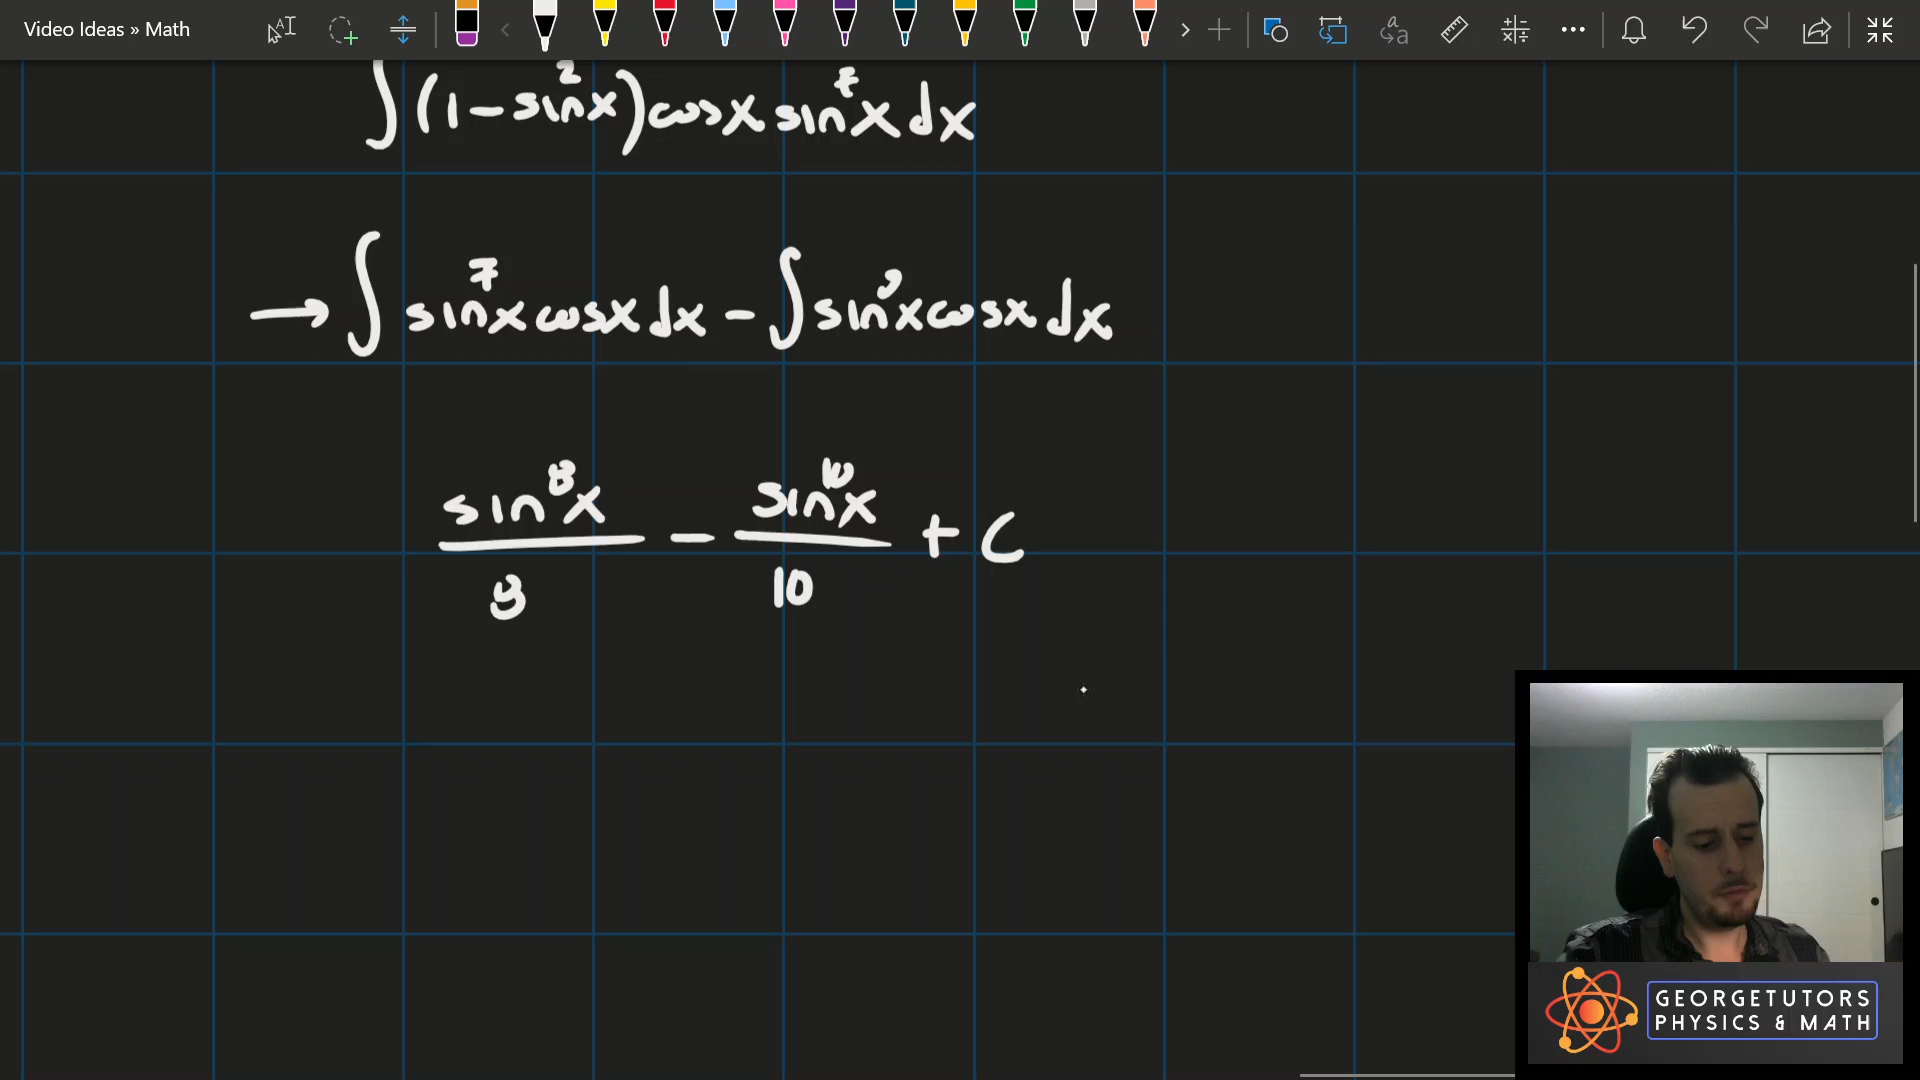 Video Ideas » Math
∫(1-sin²x)cosx sin⁷x dx
→ ∫ sin⁷x cosx dx - ∫ sin⁹x cosx dx
sin⁸x/8 - sin¹⁰x/10 + C
GEORGETUTORS
PHYSICS & MATH